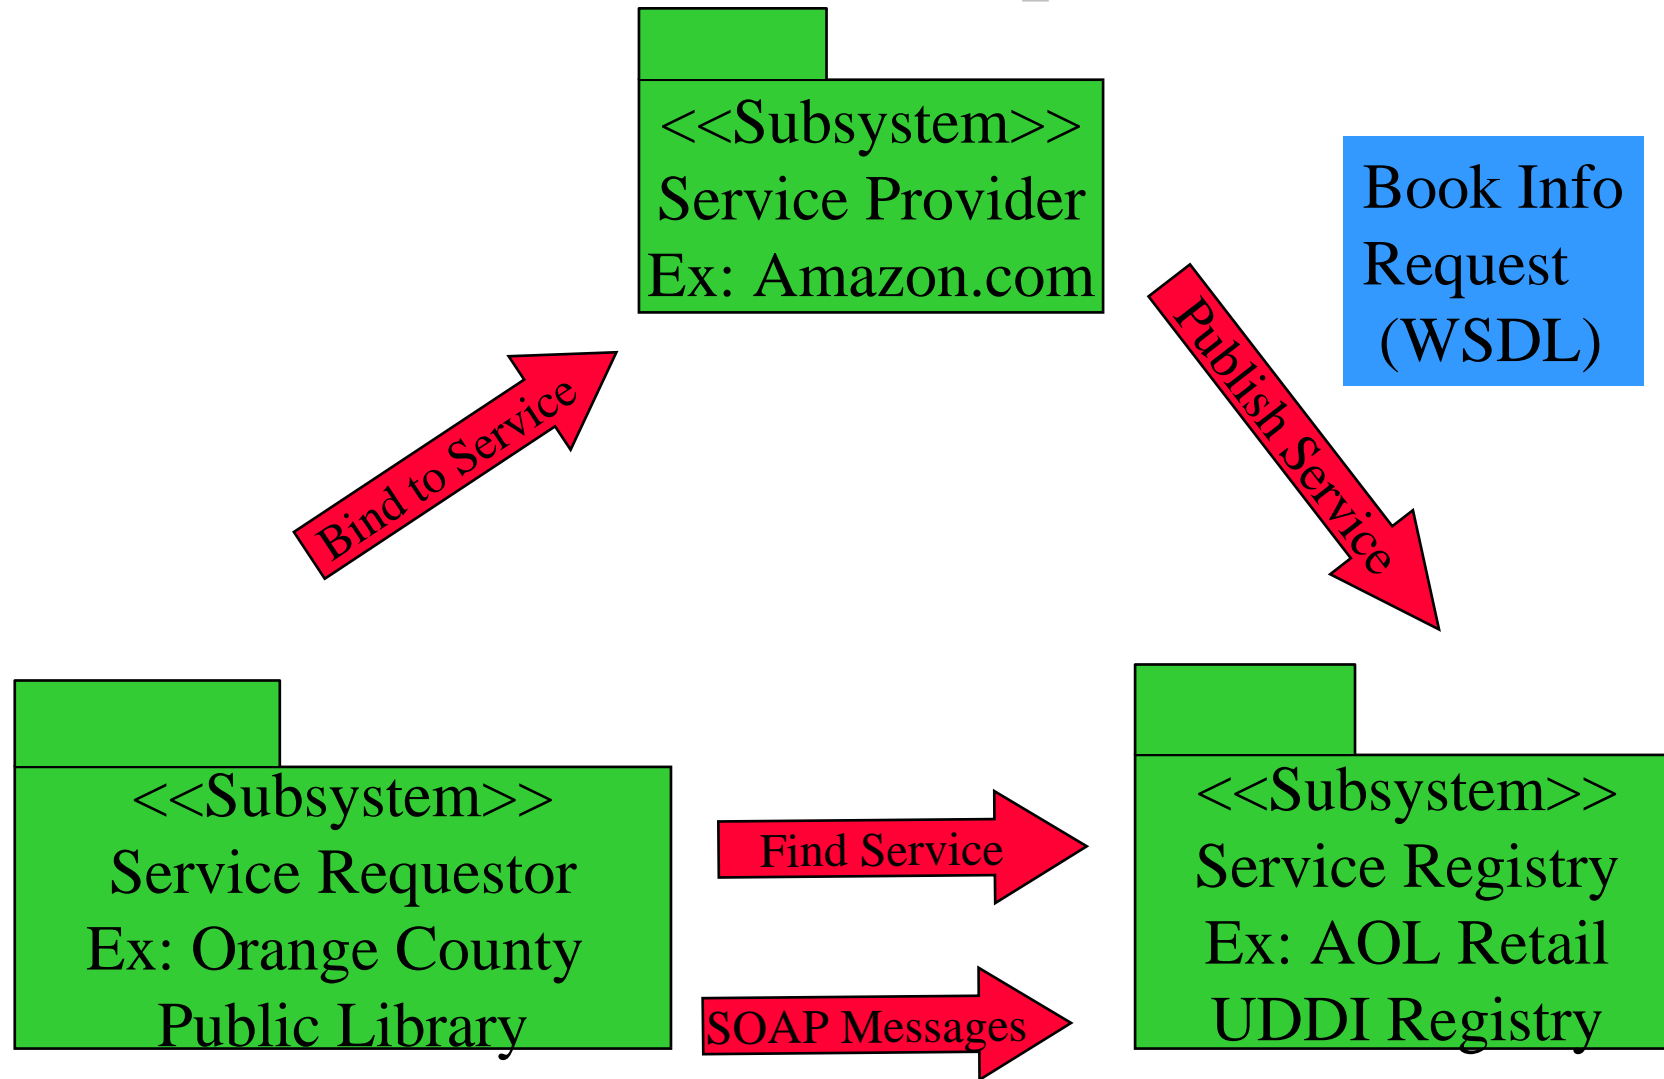 <<Subsystem>>
Service Provider
Ex: Amazon.com
Book Info
Request
(WSDL)
Publish Service
Bind to Service
<<Subsystem>>
Service Requestor
Ex: Orange County
Public Library
Find Service
SOAP Messages
<<Subsystem>>
Service Registry
Ex: AOL Retail
UDDI Registry